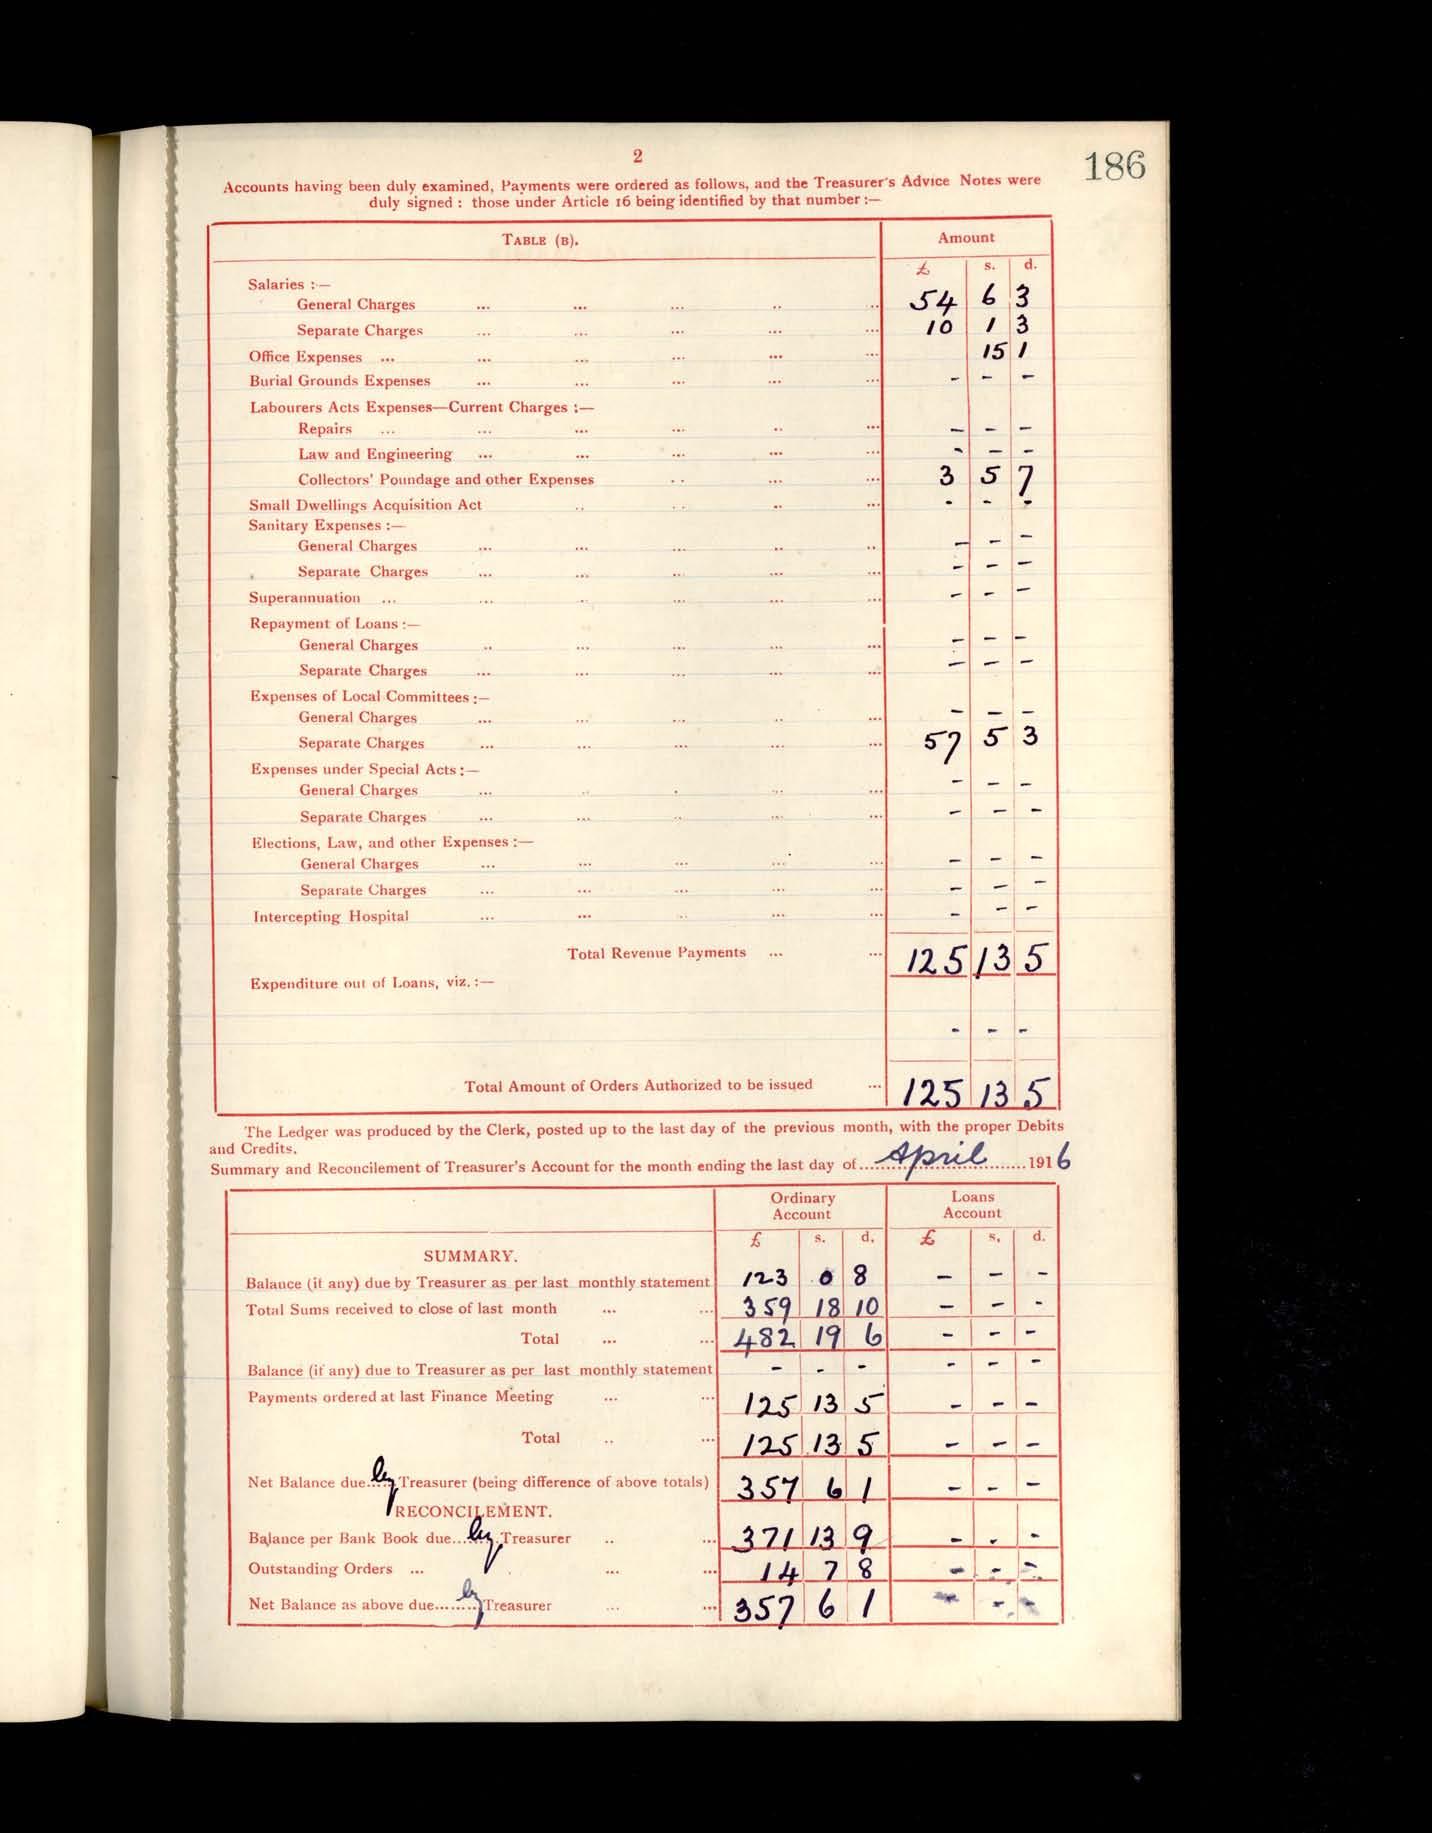 2
186
Accounts having been duly examined, Payments were ordered as follows, and the Treasurer's Advice Notes were
duly signed : those under Article 16 being identified by that number :—
TABLE (B). Amount
£ s. d.
Salaries :—
General Charges ... ... ... .. ... 54 6 3
Separate Charges ... ... ... ... ... 10 1 3
Office Expenses ... ... ... ... ... ... 15 1
Burial Grounds Expenses ... ... ... ... ... - - -
Labourers Acts Expenses—Current Charges :—
Repairs ... ... ... ... .. ... - - -
Law and Engineering ... ... ... ... ... - - -
Collectors' Poundage and other Expenses .. ... ... 3 5 7
Small Dwellings Acquisition Act .. .. .. ... - - -
Sanitary Expenses :—
General Charges ... ... ... .. .. - - -
Separate Charges ... ... ... ... ... - - -
Superannuation ... ... .. ... ... ... - - -
Repayment of Loans :—
General Charges .. ... ... ... ... - - -
Separate Charges ... ... ... ... ... - - -
Expenses of Local Committees :—
General Charges ... ... ... .. ... - - -
Separate Charges ... ... ... ... ... 57 5 3
Expenses under Special Acts :—
General Charges ... .. . ... ... - - -
Separate Charges ... ... .. ... ... - - -
Elections, Law, and other Expenses :—
General Charges ... ... ... ... ... - - -
Separate Charges ... ... ... ... ... - - -
Intercepting Hospital ... ... .. ... ... - - -
Total Revenue Payments ... ... 125 13 5
Expenditure out of Loans, viz. :—
- - -
Total Amount of Orders Authorized to be issued ... 125 13 5
The Ledger was produced by the Clerk, posted up to the last day of the previous month, with the proper Debits
and Credits.
Summary and Reconcilement of Treasurer's Account for the month ending the last day of April 1916
Ordinary Loans
Account Account
£ s. d. £ s. d.
SUMMARY.
Balance (if any) due by Treasurer as per last monthly statement 123 0 8 - - -
Total Sums received to close of last month ... ... 359 18 10 - - -
Total ... ... 482 19 6 - - -
Balance (if any) due to Treasurer as per last monthly statement - - - - - -
Payments ordered at last Finance Meeting ... ... 125 13 5 - - -
Total .. ... 125 13 5 - - -
Net Balance due by Treasurer (being difference of above totals) 357 6 1 - - -
RECONCILEMENT.
Balance per Bank Book due by Treasurer .. ... 371 13 9 - - -
Outstanding Orders ... ... ... 14 7 8 - - -
Net Balance as above due by Treasurer ... ... 357 6 1 - - -